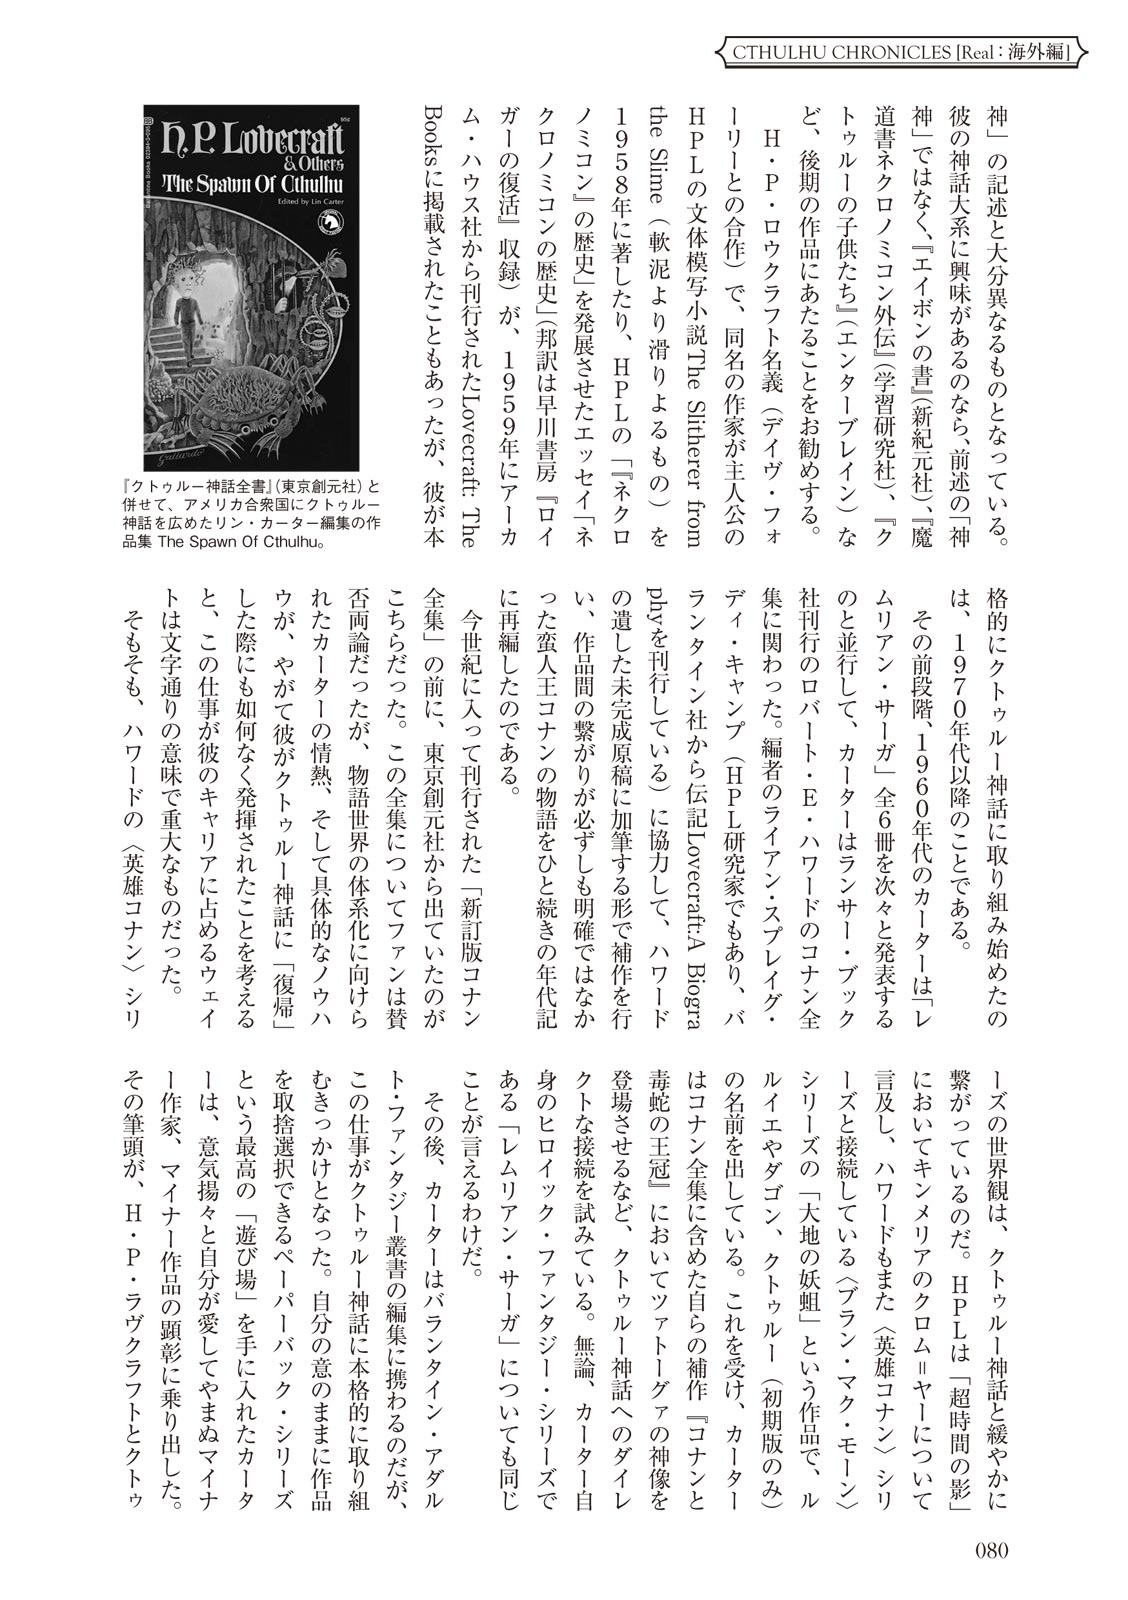 CTHULHU CHRONICLES [Real：海外編]
神」の記述と大分異なるものとなっている。
彼の神話大系に興味があるのなら、前述の「神
神」ではなく、『エイボンの書』（新紀元社）、『魔
道書ネクロノミコン外伝』（学習研究社）、『ク
トゥルーの子供たち』（エンターブレイン）な
ど、後期の作品にあたることをお勧めする。
H・P・ロウクラフト名義（デイヴ・フォ
ーリーとの合作）で、同名の作家が主人公の
HPLの文体模写小説The Slitherer from
the Slime（軟泥より滑りよるもの）を
1958年に著したり、HPLの「『ネクロ
ノミコン』の歴史」を発展させたエッセイ「ネ
クロノミコンの歴史」（邦訳は早川書房『ロイ
ガーの復活』収録）が、1959年にアーカ
ム・ハウス社から刊行されたLovecraft: The
Booksに掲載されたこともあったが、彼が本
H.P. Lovecraft
& Others
The Spawn Of Cthulhu
Edited by Lin Carter
95¢
Gallardo
『クトゥルー神話全書』（東京創元社）と
併せて、アメリカ合衆国にクトゥルー
神話を広めたリン・カーター編集の作
品集 The Spawn Of Cthulhu。
格的にクトゥルー神話に取り組み始めたの
は、1970年代以降のことである。
その前段階、1960年代のカーターは「レ
ムリアン・サーガ」全6冊を次々と発表する
のと並行して、カーターはランサー・ブック
社刊行のロバート・E・ハワードのコナン全
集に関わった。編者のライアン・スプレイグ・
ディ・キャンプ（HPL研究家でもあり、バ
ランタイン社から伝記Lovecraft:A Biogra
phyを刊行している）に協力して、ハワード
の遺した未完成原稿に加筆する形で補作を行
い、作品間の繋がりが必ずしも明確ではなか
った蛮人王コナンの物語をひと続きの年代記
に再編したのである。
今世紀に入って刊行された「新訂版コナン
全集」の前に、東京創元社から出ていたのが
こちらだった。この全集についてファンは賛
否両論だったが、物語世界の体系化に向けら
れたカーターの情熱、そして具体的なノウハ
ウが、やがて彼がクトゥルー神話に「復帰」
した際にも如何なく発揮されたことを考える
と、この仕事が彼のキャリアに占めるウェイ
トは文字通りの意味で重大なものだった。
そもそも、ハワードの〈英雄コナン〉シリ
ーズの世界観は、クトゥルー神話と緩やかに
繋がっているのだ。HPLは「超時間の影」
においてキンメリアのクロム＝ヤーについて
言及し、ハワードもまた〈英雄コナン〉シリ
ーズと接続している〈ブラン・マク・モーン〉
シリーズの「大地の妖蛆」という作品で、ル
ルイエやダゴン、クトゥルー（初期版のみ）
の名前を出している。これを受け、カーター
はコナン全集に含めた自らの補作『コナンと
毒蛇の王冠』においてツァトーグァの神像を
登場させるなど、クトゥルー神話へのダイレ
クトな接続を試みている。無論、カーター自
身のヒロイック・ファンタジー・シリーズで
ある「レムリアン・サーガ」についても同じ
ことが言えるわけだ。
その後、カーターはバランタイン・アダル
ト・ファンタジー叢書の編集に携わるのだが、
この仕事がクトゥルー神話に本格的に取り組
むきっかけとなった。自分の意のままに作品
を取捨選択できるペーパーバック・シリーズ
という最高の「遊び場」を手に入れたカータ
ーは、意気揚々と自分が愛してやまぬマイナ
ー作家、マイナー作品の顕彰に乗り出した。
その筆頭が、H・P・ラヴクラフトとクトゥ
080